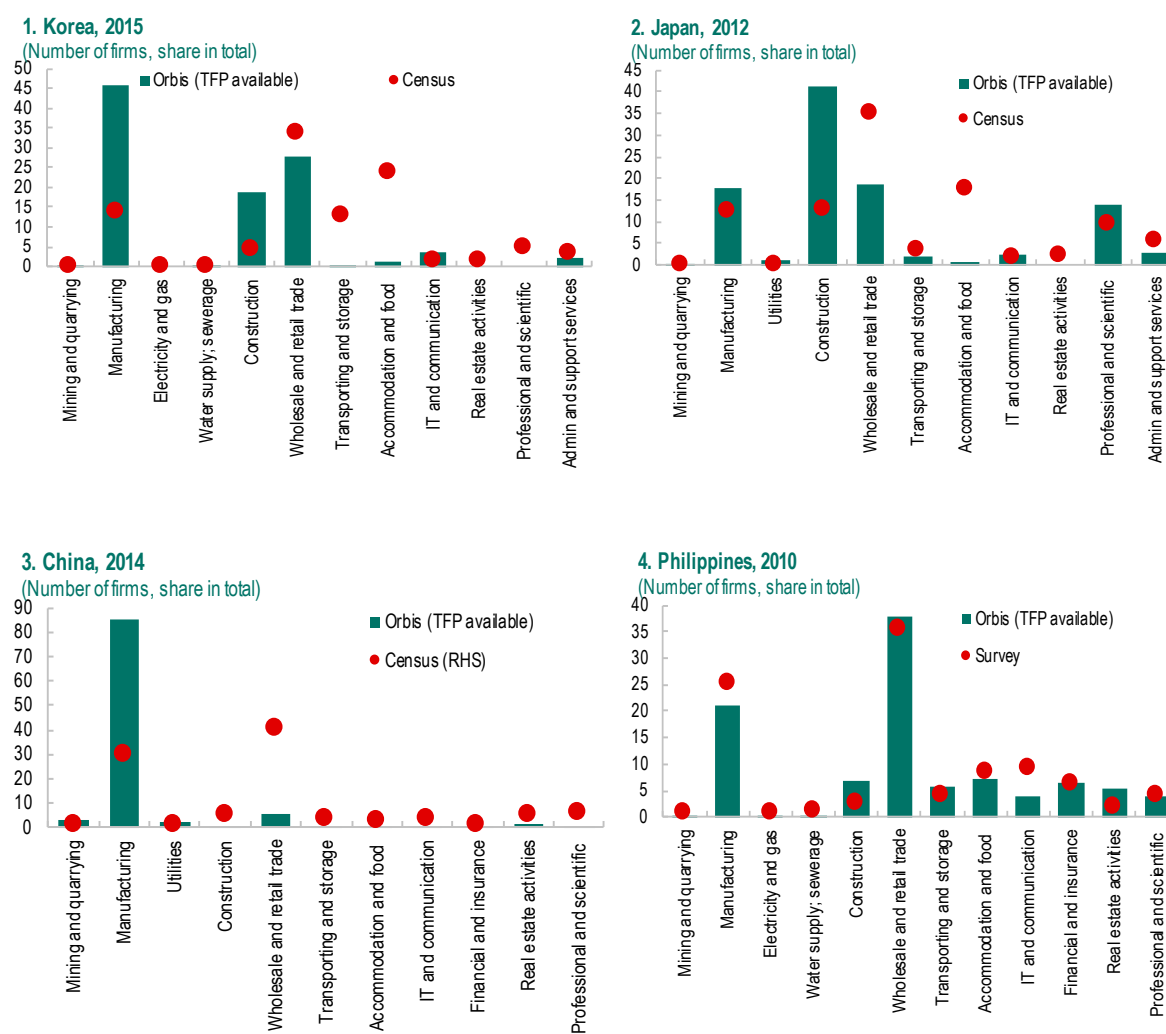 1. Korea, 2015
(Number of firms, share in total)
50
45
40
35
30
25
20
15
10
5
0
Orbis (TFP available)
Census
Mining and quarrying
Manufacturing
Electricity and gas
Water supply; sewerage
Construction
Wholesale and retail trade
Transporting and storage
Accommodation and food
IT and communication
Real estate activities
Professional and scientific
Admin and support services
2. Japan, 2012
(Number of firms, share in total)
45
40
35
30
25
20
15
10
5
0
Orbis (TFP available)
Census
Mining and quarrying
Manufacturing
Utilities
Construction
Wholesale and retail trade
Transporting and storage
Accommodation and food
IT and communication
Real estate activities
Professional and scientific
Admin and support services
3. China, 2014
(Number of firms, share in total)
90
80
70
60
50
40
30
20
10
0
Orbis (TFP available)
Census (RHS)
Mining and quarrying
Manufacturing
Utilities
Construction
Wholesale and retail trade
Transporting and storage
Accommodation and food
IT and communication
Financial and insurance
Real estate activities
Professional and scientific
4. Philippines, 2010
(Number of firms, share in total)
40
35
30
25
20
15
10
5
0
Orbis (TFP available)
Survey
Mining and quarrying
Manufacturing
Electricity and gas
Water supply; sewerage
Construction
Wholesale and retail trade
Transporting and storage
Accommodation and food
IT and communication
Financial and insurance
Real estate activities
Professional and scientific